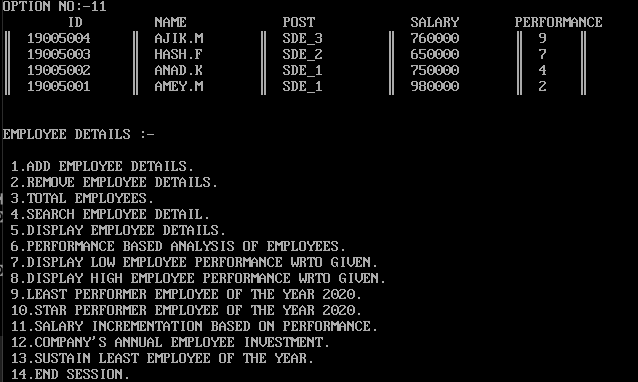 OPTION NO:-11
ID NAME POST SALARY PERFORMANCE
19005004 AJIK.M SDE_3 760000 9
19005003 HASH.F SDE_2 650000 7
19005002 ANAD.K SDE_1 750000 4
19005001 AMEY.M SDE_1 980000 2
EMPLOYEE DETAILS :-
1.ADD EMPLOYEE DETAILS.
2.REMOVE EMPLOYEE DETAILS.
3.TOTAL EMPLOYEES.
4.SEARCH EMPLOYEE DETAIL.
5.DISPLAY EMPLOYEE DETAILS.
6.PERFORMANCE BASED ANALYSIS OF EMPLOYEES.
7.DISPLAY LOW EMPLOYEE PERFORMANCE WRTO GIVEN.
8.DISPLAY HIGH EMPLOYEE PERFORMANCE WRTO GIVEN.
9.LEAST PERFORMER EMPLOYEE OF THE YEAR 2020.
10.STAR PERFORMER EMPLOYEE OF THE YEAR 2020.
11.SALARY INCREMENTATION BASED ON PERFORMANCE.
12.COMPANY'S ANNUAL EMPLOYEE INVESTMENT.
13.SUSTAIN LEAST EMPLOYEE OF THE YEAR.
14.END SESSION.